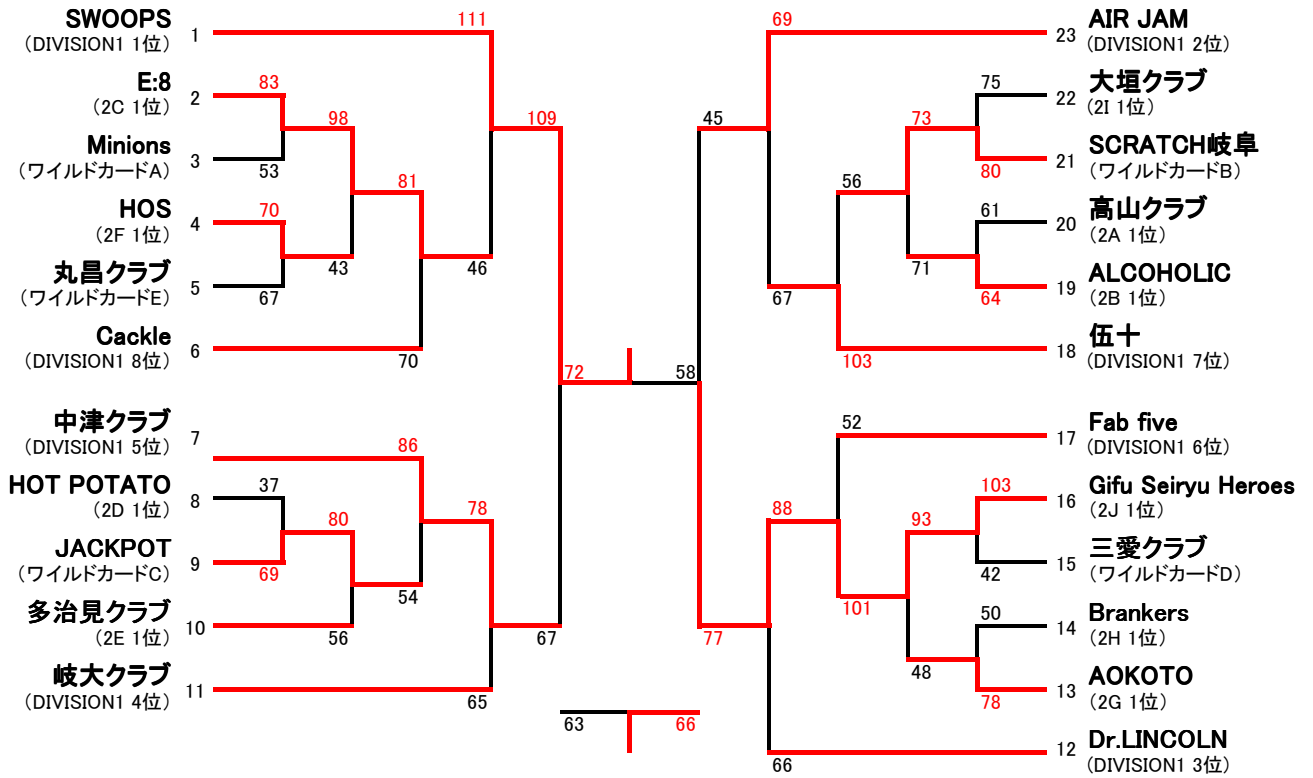 SWOOPS
(DIVISION1 1位)
1
E:8
(2C 1位)
2
Minions
(ワイルドカードA)
3
HOS
(2F 1位)
4
丸昌クラブ
(ワイルドカードE)
5
Cackle
(DIVISION1 8位)
6
中津クラブ
(DIVISION1 5位)
7
HOT POTATO
(2D 1位)
8
JACKPOT
(ワイルドカードC)
9
多治見クラブ
(2E 1位)
10
岐大クラブ
(DIVISION1 4位)
11
111
83
98
53
81
70
43
67
46
70
109
86
37
80
69
54
56
78
65
67
72
58
63
66
69
45
75
73
80
56
61
71
64
67
103
52
88
103
93
42
101
50
48
78
77
66
23
AIR JAM
(DIVISION1 2位)
22
大垣クラブ
(2I 1位)
21
SCRATCH岐阜
(ワイルドカードB)
20
高山クラブ
(2A 1位)
19
ALCOHOLIC
(2B 1位)
18
伍十
(DIVISION1 7位)
17
Fab five
(DIVISION1 6位)
16
Gifu Seiryu Heroes
(2J 1位)
15
三愛クラブ
(ワイルドカードD)
14
Brankers
(2H 1位)
13
AOKOTO
(2G 1位)
12
Dr.LINCOLN
(DIVISION1 3位)